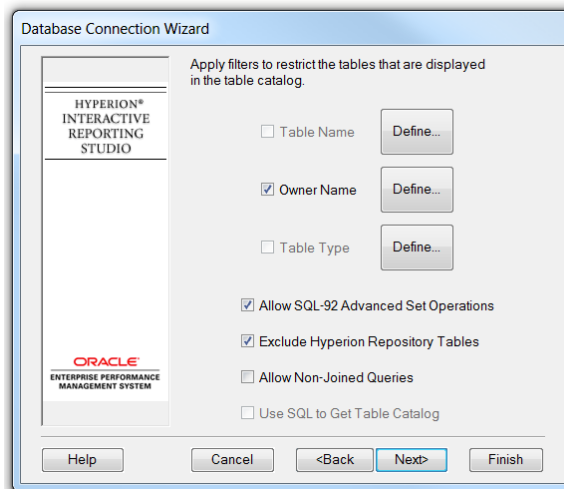 Database Connection Wizard
Apply filters to restrict the tables that are displayed
in the table catalog.
HYPERION®
INTERACTIVE
REPORTING
STUDIO
Table Name
Define...
Owner Name
Define...
Table Type
Define...
Allow SQL-92 Advanced Set Operations
Exclude Hyperion Repository Tables
Allow Non-Joined Queries
Use SQL to Get Table Catalog
ORACLE'
ENTERPRISE PERFORMANCE
MANAGEMENT SYSTEM
Help
Cancel
<Back
Next>
Finish